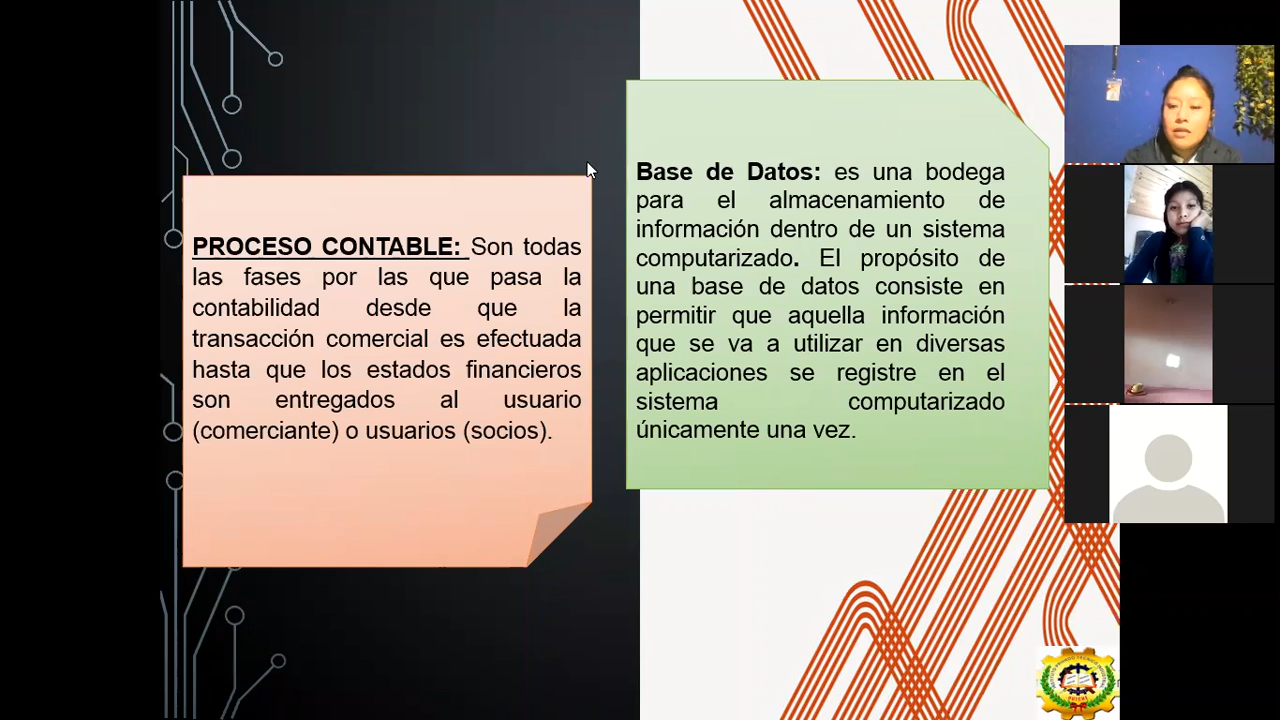 PROCESO CONTABLE: Son todas
las fases por las que pasa la
contabilidad desde que la
transacción comercial es efectuada
hasta que los estados financieros
son entregados al usuario
(comerciante) o usuarios (socios).
Base de Datos: es una bodega
para el almacenamiento de
información dentro de un sistema
computarizado. El propósito de
una base de datos consiste en
permitir que aquella información
que se va a utilizar en diversas
aplicaciones se registre en el
sistema computarizado
únicamente una vez.